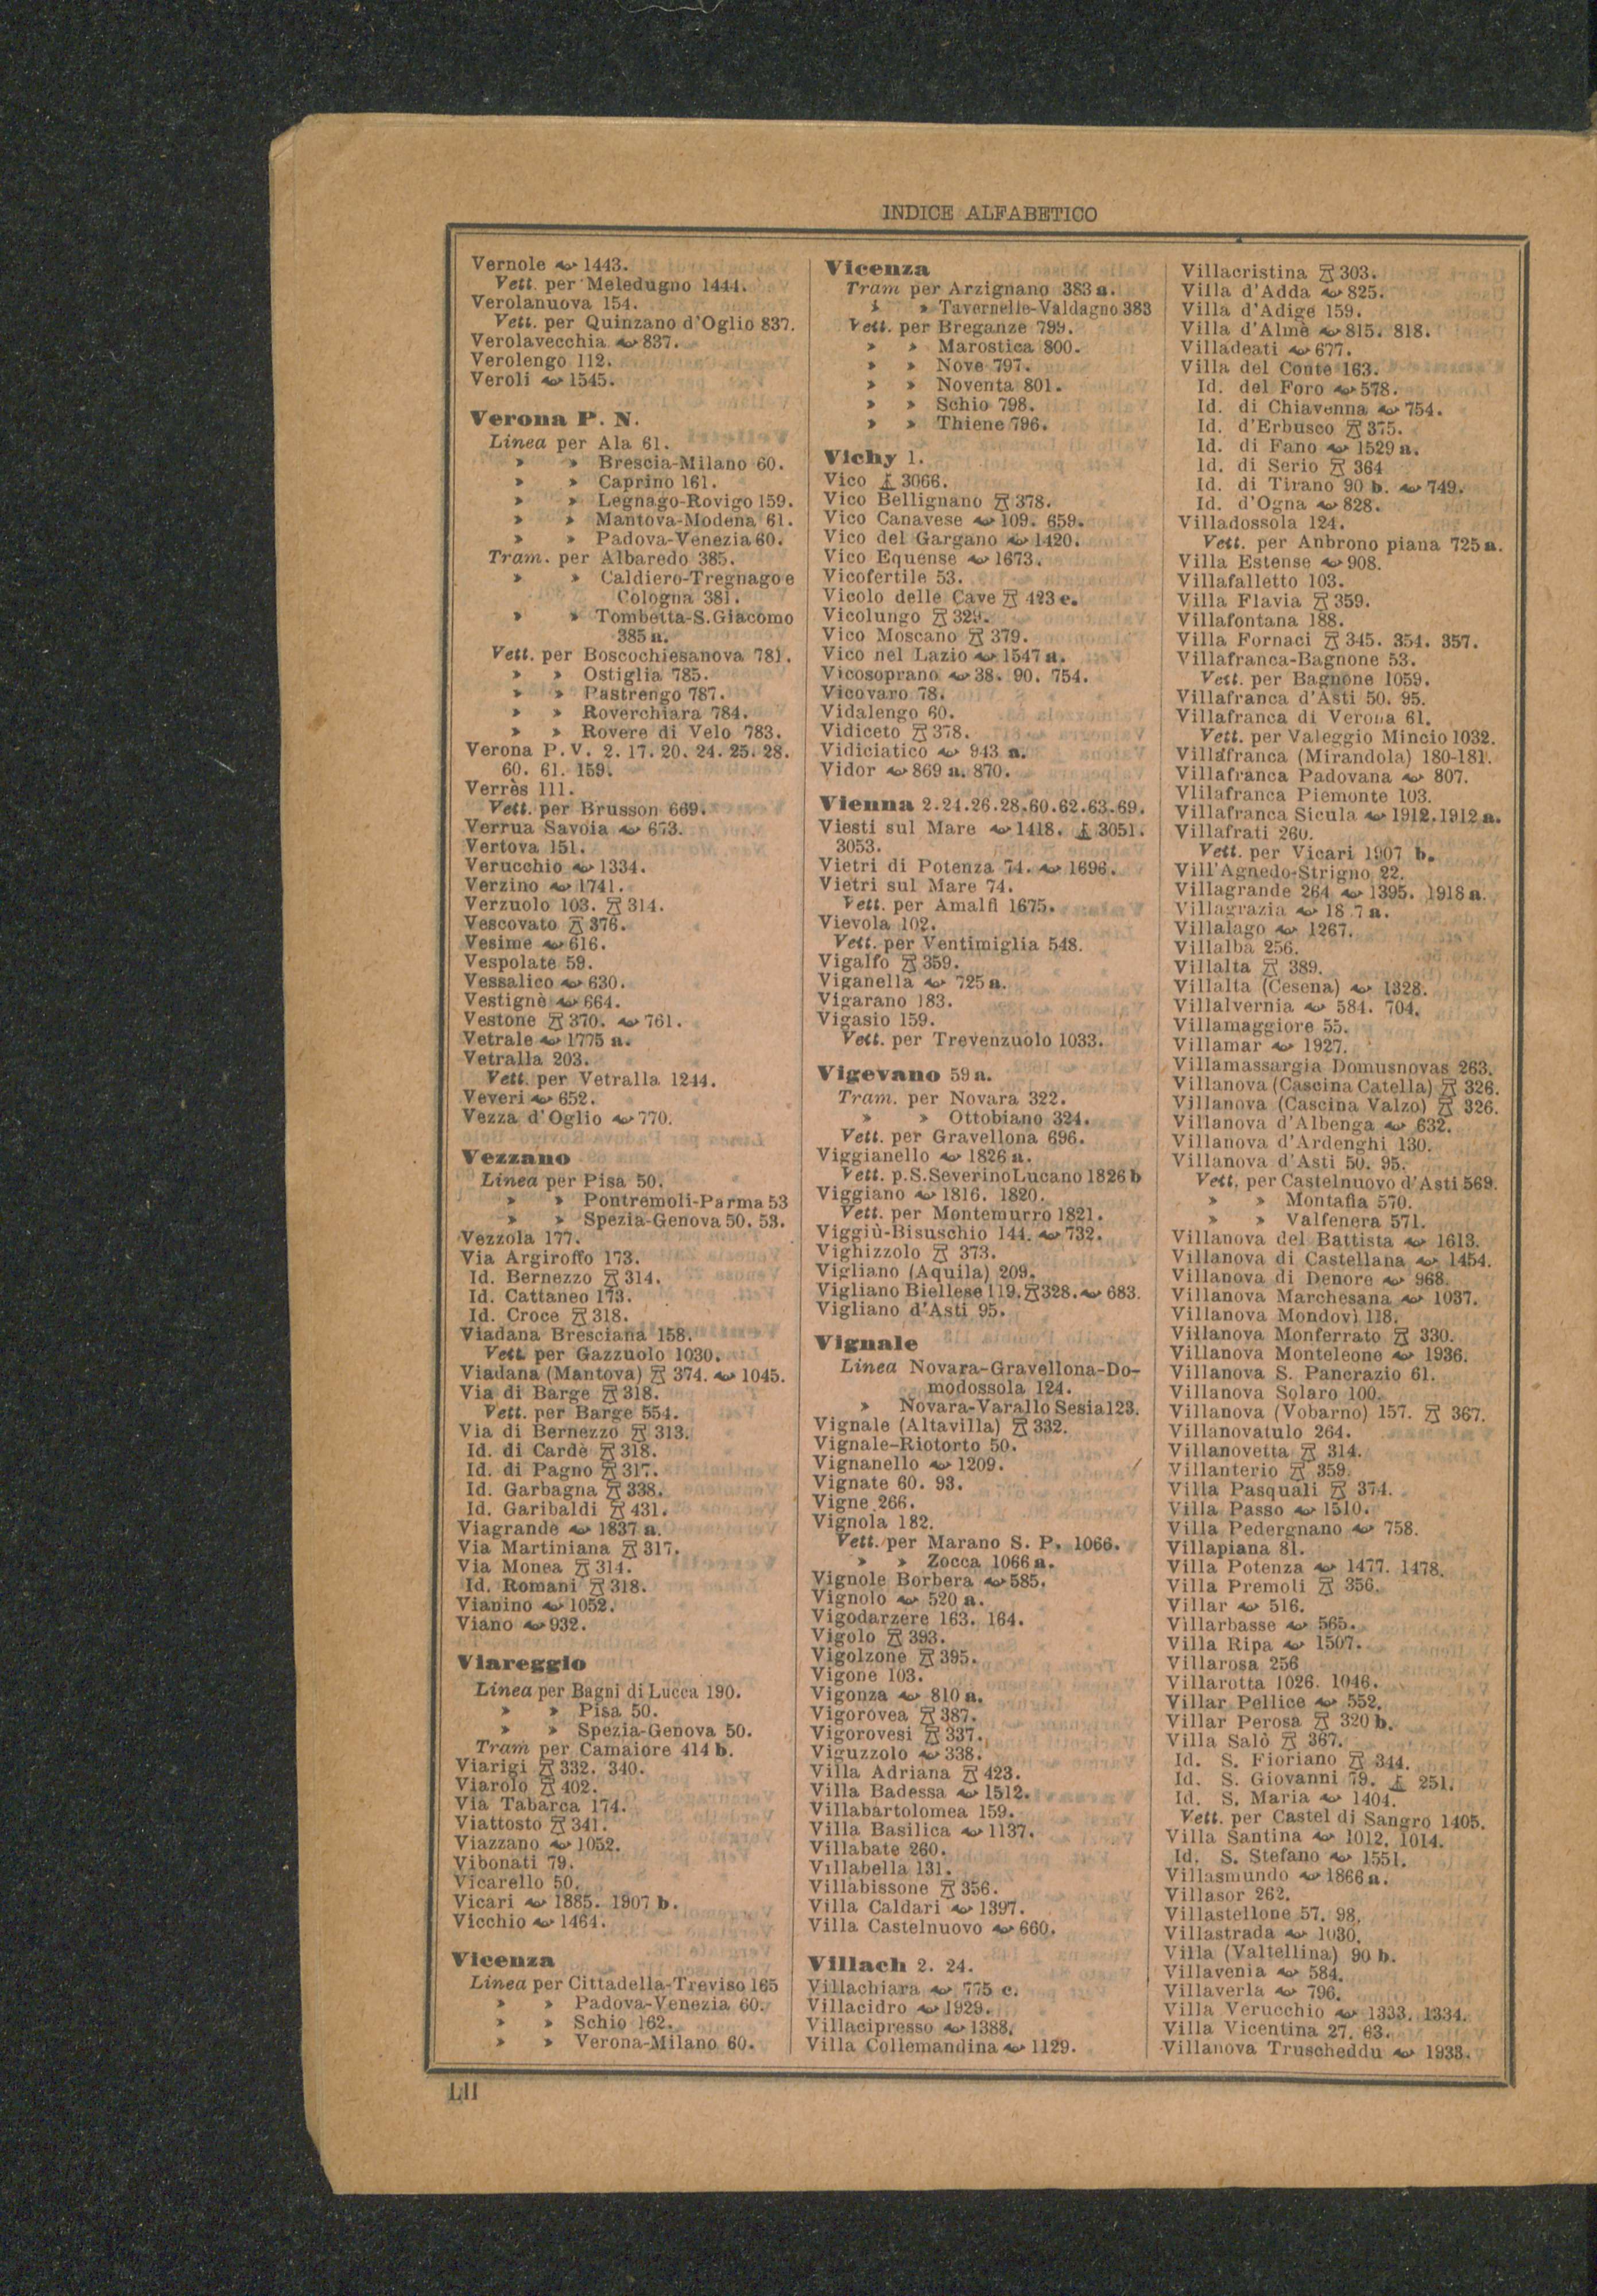 INDICE ALFABETICO
Vernole 1443.
Vett. per Meledugno 1444.
Verolanuova 154.
Vett. per Quinzano d'Oglio 837.
Verolavecchia 837.
Verolengo 112.
Veroli 1545.
Verona P. N.
Linea per Ala 61.
» » Brescia-Milano 60.
» » Caprino 161.
» » Legnago-Rovigo 159.
» » Mantova-Modena 61.
» » Padova-Venezia 60.
Tram. per Albaredo 385.
» » Caldiero-Tregnago e
Cologna 381.
» » Tombetta-S.Giacomo
385 a.
Vett. per Boscochiesanova 781.
» » Ostiglia 785.
» » Pastrengo 787.
» » Roverchiara 784.
» » Rovere di Velo 783.
Verona P.V. 2. 17. 20. 24. 25. 28.
60. 61. 159.
Verrès 111.
Vett. per Brusson 669.
Verrua Savoia 673.
Vertova 151.
Verucchio 1334.
Verzino 1741.
Verzuolo 103. 314.
Vescovato 376.
Vesime 616.
Vespolate 59.
Vessalico 630.
Vestignè 664.
Vestone 370. 761.
Vetrale 1775 a.
Vetralla 203.
Vett. per Vetralla 1244.
Veveri 652.
Vezza d'Oglio 770.
Vezzano
Linea per Pisa 50.
» » Pontremoli-Parma 53
» » Spezia-Genova 50. 53.
Vezzola 177.
Via Argiroffo 173.
Id. Bernezzo 314.
Id. Cattaneo 173.
Id. Croce 318.
Viadana Bresciana 158.
Vett. per Gazzuolo 1030.
Viadana (Mantova) 374. 1045.
Via di Barge 318.
Vett. per Barge 554.
Via di Bernezzo 313.
Id. di Cardè 318.
Id. di Pagno 317.
Id. Garbagna 338.
Id. Garibaldi 431.
Viagrande 1837 a.
Via Martiniana 317.
Via Monea 314.
Id. Romani 318.
Vianino 1052.
Viano 932.
Viareggio
Linea per Bagni di Lucca 190.
» » Pisa 50.
» » Spezia-Genova 50.
Tram per Camaiore 414 b.
Viarigi 332. 340.
Viarolo 402.
Via Tabarca 174.
Viattosto 341.
Viazzano 1052.
Vibonati 79.
Vicarello 50.
Vicari 1885. 1907 b.
Vicchio 1464.
Vicenza
Linea per Cittadella-Treviso 165
» » Padova-Venezia 60.
» » Schio 162.
» » Verona-Milano 60.
Vicenza
Tram per Arzignano 383 a.
» » Tavernelle-Valdagno 383
Vett. per Breganze 799.
» » Marostica 800.
» » Nove 797.
» » Noventa 801.
» » Schio 798.
» » Thiene 796.
Vichy 1.
Vico 3066.
Vico Bellignano 378.
Vico Canavese 109. 659.
Vico del Gargano 1420.
Vico Equense 1673.
Vicofertile 53.
Vicolo delle Cave 423 e.
Vicolungo 329.
Vico Moscano 379.
Vico nel Lazio 1547 a.
Vicosoprano 38. 90. 754.
Vicovaro 78.
Vidalengo 60.
Vidiceto 378.
Vidiciatico 943 a.
Vidor 869 a. 870.
Vienna 2.24.26.28.60.62.63.69.
Viesti sul Mare 1418. 3051.
3053.
Vietri di Potenza 74. 1696.
Vietri sul Mare 74.
Vett. per Amalfi 1675.
Vievola 102.
Vett. per Ventimiglia 548.
Vigalfo 359.
Viganella 725 a.
Vigarano 183.
Vigasio 159.
Vett. per Trevenzuolo 1033.
Vigevano 59 a.
Tram. per Novara 322.
» » Ottobiano 324.
Vett. per Gravellona 696.
Viggianello 1826 a.
Vett. p.S.SeverinoLucano 1826 b
Viggiano 1816. 1820.
Vett. per Montemurro 1821.
Viggiù-Bisuschio 144. 732.
Vighizzolo 373.
Vigliano (Aquila) 209.
Vigliano Biellese 119. 328. 683.
Vigliano d'Asti 95.
Vignale
Linea Novara-Gravellona-Do-
modossola 124.
» Novara-Varallo Sesia 123.
Vignale (Altavilla) 332.
Vignale-Riotorto 50.
Vignanello 1209.
Vignate 60. 93.
Vigne 266.
Vignola 182.
Vett. per Marano S. P. 1066.
» » Zocca 1066 a.
Vignole Borbera 585.
Vignolo 520 a.
Vigodarzere 163. 164.
Vigolo 393.
Vigolzone 395.
Vigone 103.
Vigonza 810 a.
Vigorovea 387.
Vigorovesi 337.
Viguzzolo 338.
Villa Adriana 423.
Villa Badessa 1512.
Villabartolomea 159.
Villa Basilica 1137.
Villabate 260.
Villabella 131.
Villabissone 356.
Villa Caldari 1397.
Villa Castelnuovo 660.
Villach 2. 24.
Villachiara 775 c.
Villacidro 1929.
Villacipresso 1388.
Villa Collemandina 1129.
Villacristina 303.
Villa d'Adda 825.
Villa d'Adige 159.
Villa d'Almè 815. 818.
Villadeati 677.
Villa del Conte 163.
Id. del Foro 578.
Id. di Chiavenna 754.
Id. d'Erbusco 375.
Id. di Fano 1529 a.
Id. di Serio 364
Id. di Tirano 90 b. 749.
Id. d'Ogna 828.
Villadossola 124.
Vett. per Anbrono piana 725 a.
Villa Estense 908.
Villafalletto 103.
Villa Flavia 359.
Villafontana 188.
Villa Fornaci 345. 354. 357.
Villafranca-Bagnone 53.
Vett. per Bagnone 1059.
Villafranca d'Asti 50. 95.
Villafranca di Verona 61.
Vett. per Valeggio Mincio 1032.
Villafranca (Mirandola) 180-181.
Villafranca Padovana 807.
Vlilafranca Piemonte 103.
Villafranca Sicula 1912. 1912 a.
Villafrati 260.
Vett. per Vicari 1907 b.
Vill'Agnedo-Strigno 22.
Villagrande 264 1395. 1918 a.
Villagrazia 18 7 a.
Villalago 1267.
Villalba 256.
Villalta 389.
Villalta (Cesena) 1328.
Villalvernia 584. 704.
Villamaggiore 55.
Villamar 1927.
Villamassargia Domusnovas 263.
Villanova (Cascina Catella) 326.
Villanova (Cascina Valzo) 326.
Villanova d'Albenga 632.
Villanova d'Ardenghi 130.
Villanova d'Asti 50. 95.
Vett. per Castelnuovo d'Asti 569.
» » Montafia 570.
» » Valfenera 571.
Villanova del Battista 1613.
Villanova di Castellana 1454.
Villanova di Denore 968.
Villanova Marchesana 1037.
Villanova Mondovì 118.
Villanova Monferrato 330.
Villanova Monteleone 1936.
Villanova S. Pancrazio 61.
Villanova Solaro 100.
Villanova (Vobarno) 157. 367.
Villanovatulo 264.
Villanovetta 314.
Villanterio 359.
Villa Pasquali 374.
Villa Passo 1510.
Villa Pedergnano 758.
Villapiana 81.
Villa Potenza 1477. 1478.
Villa Premoli 356.
Villar 516.
Villarbasse 565.
Villa Ripa 1507.
Villarosa 256
Villarotta 1026. 1046.
Villar Pellice 552.
Villar Perosa 320 b.
Villa Salò 367.
Id. S. Fioriano 344.
Id. S. Giovanni 79. 251.
Id. S. Maria 1404.
Vett. per Castel di Sangro 1405.
Villa Santina 1012. 1014.
Id. S. Stefano 1551.
Villasmundo 1866 a.
Villasor 262.
Villastellone 57. 98.
Villastrada 1030.
Villa (Valtellina) 90 b.
Villavenia 584.
Villaverla 796.
Villa Verucchio 1333. 1334.
Villa Vicentina 27. 63.
Villanova Truscheddu 1933.
LII